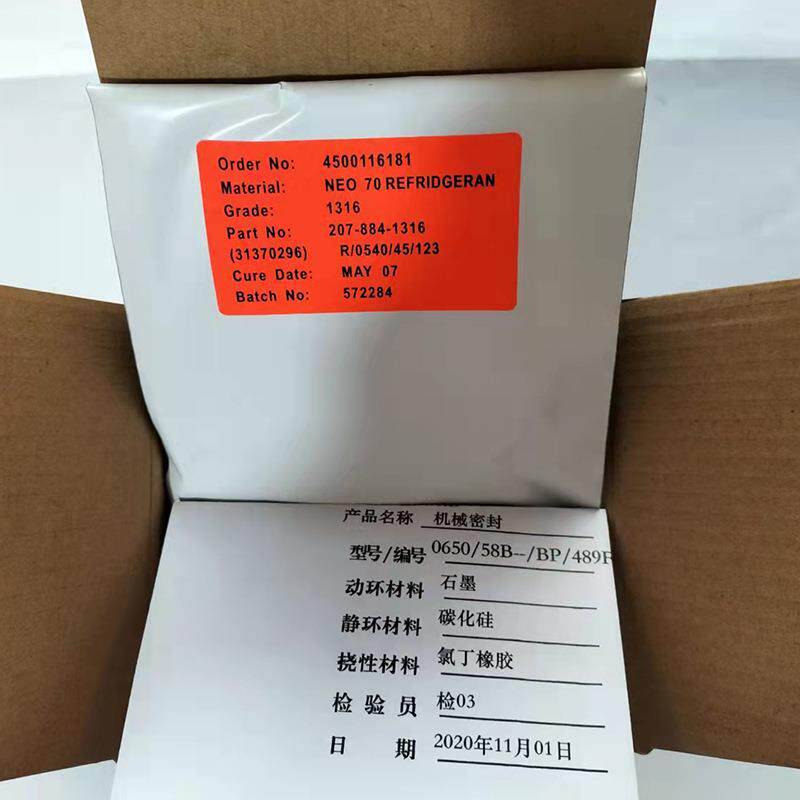 Order No: 4500116181
Material: NEO 70 REFRIDGERAN
Grade: 1316
Part No: 207-884-1316
(31370296) R/0540/45/123
Cure Date: MAY 07
Batch No: 572284
产品名称 机械密封
型号/编号 0650/58B--/BP/489F
动环材料 石墨
静环材料 碳化硅
挠性材料 氯丁橡胶
检验员 检03
日期 2020年11月01日